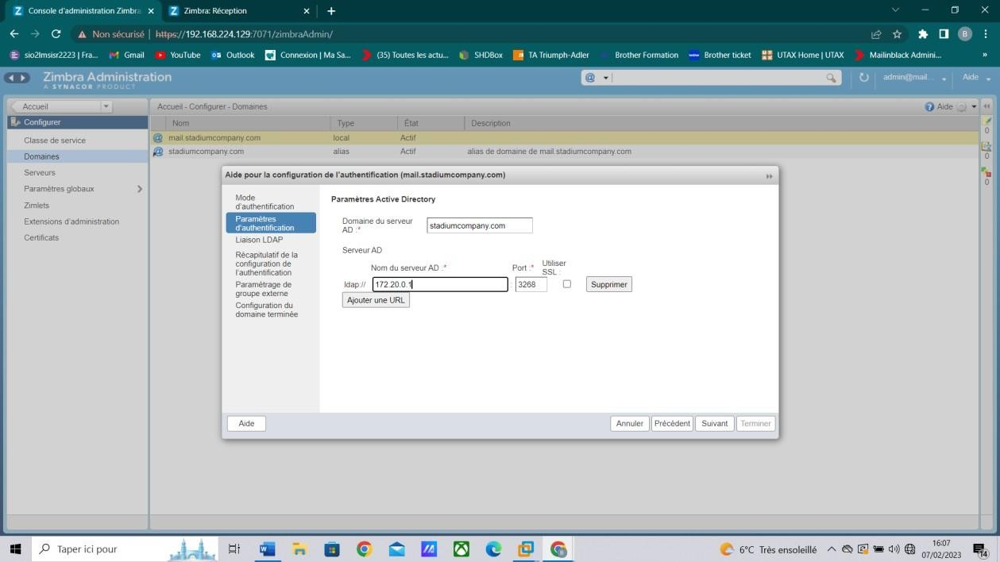 Console d'administration Zimbra
Zimbra: Réception
Non sécurisé | https://192.168.224.129:7071/zimbraAdmin/
B
sio2lmsisr2223 | Fra...
Gmail
YouTube
Outlook
Connexion | Ma Sa...
(35) Toutes les actu...
SHDBox
TA Triumph-Adler
Brother Formation
Brother ticket
UTAX Home | UTAX
Mailinblack Admini...
»
Zimbra Administration
A SYNACOR PRODUCT
admin@mail...
Aide
Accueil
Accueil - Configurer - Domaines
Aide
Configurer
Classe de service
Domaines
Serveurs
Paramètres globaux
Zimlets
Extensions d'administration
Certificats
Nom Type État Description
mail.stadiumcompany.com local Actif
stadiumcompany.com alias Actif alias de domaine de mail.stadiumcompany.com
0
0
0
Aide pour la configuration de l'authentification (mail.stadiumcompany.com)
Mode
d'authentification
Paramètres
d'authentification
Liaison LDAP
Récapitulatif de la
configuration de
l'authentification
Paramétrage de
groupe externe
Configuration du
domaine terminée
Paramètres Active Directory
Domaine du serveur
AD :*
stadiumcompany.com
Serveur AD
Nom du serveur AD :*
Port :*
Utiliser
SSL :
ldap:// 172.20.0.1 : 3268 Supprimer
Ajouter une URL
Aide
Annuler Précédent Suivant Terminer
Taper ici pour
6°C Très ensoleillé
16:07
07/02/2023
14